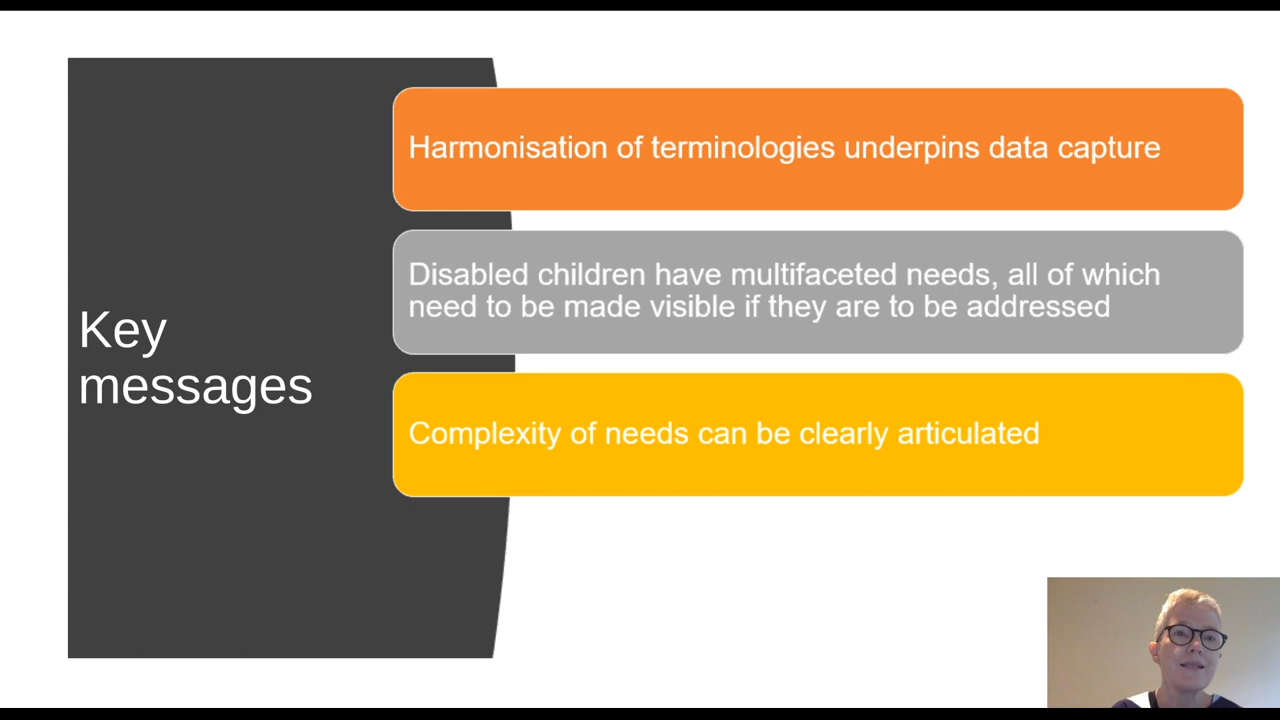 Key
messages
Harmonisation of terminologies underpins data capture
Disabled children have multifaceted needs, all of which
need to be made visible if they are to be addressed
Complexity of needs can be clearly articulated